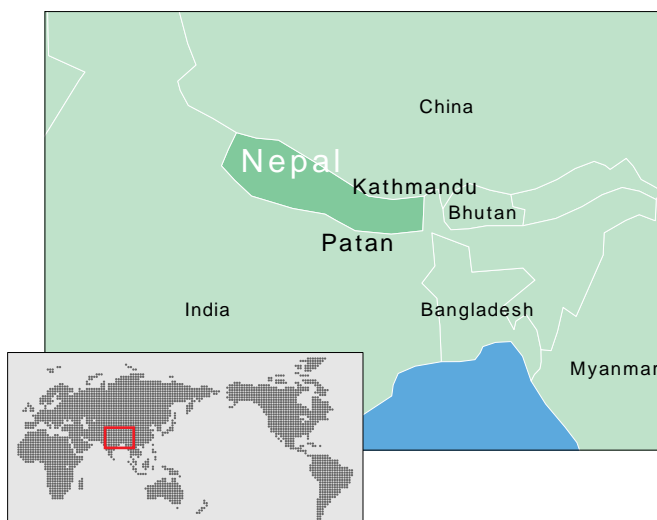 China
Nepal
Kathmandu
Bhutan
Patan
India
Bangladesh
Myanmar